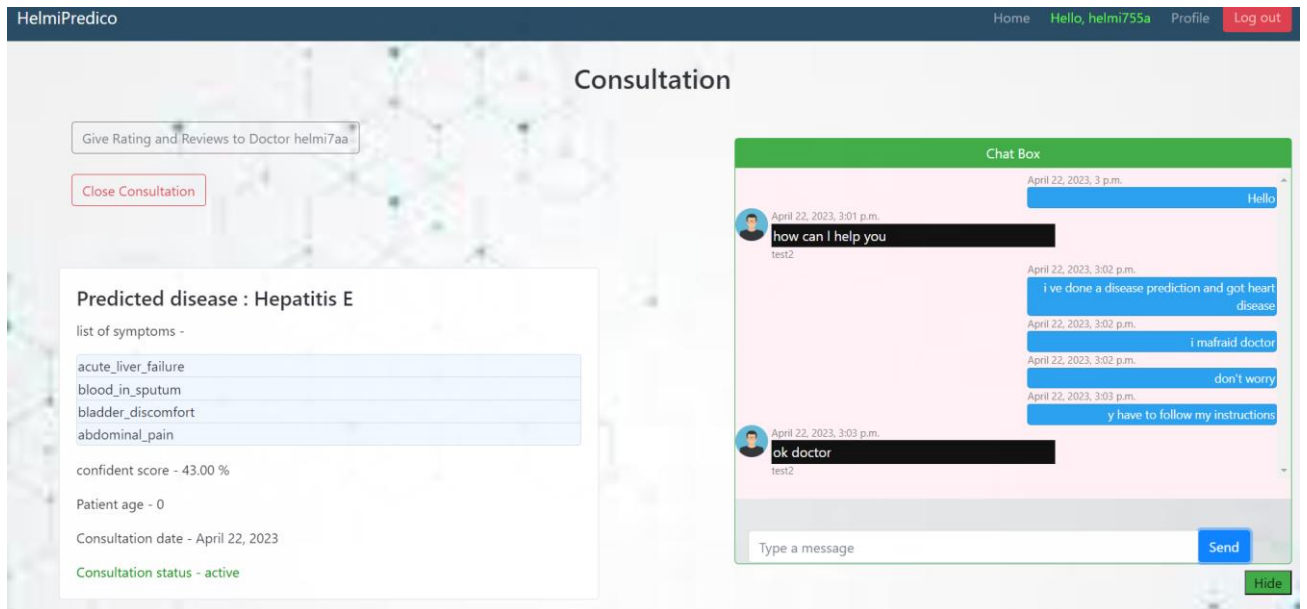 HelmiPredico
Home Hello, helmi755a Profile Log out
Consultation
Give Rating and Reviews to Doctor helmi7aa
Close Consultation
Predicted disease : Hepatitis E
list of symptoms -
acute_liver_failure
blood_in_sputum
bladder_discomfort
abdominal_pain
confident score - 43.00 %
Patient age - 0
Consultation date - April 22, 2023
Consultation status - active
Chat Box
April 22, 2023, 3 p.m.
Hello
April 22, 2023, 3:01 p.m.
how can I help you
test2
April 22, 2023, 3:02 p.m.
i ve done a disease prediction and got heart
disease
April 22, 2023, 3:02 p.m.
i mafraid doctor
April 22, 2023, 3:02 p.m.
don't worry
April 22, 2023, 3:03 p.m.
y have to follow my instructions
April 22, 2023, 3:03 p.m.
ok doctor
test2
Type a message
Send
Hide